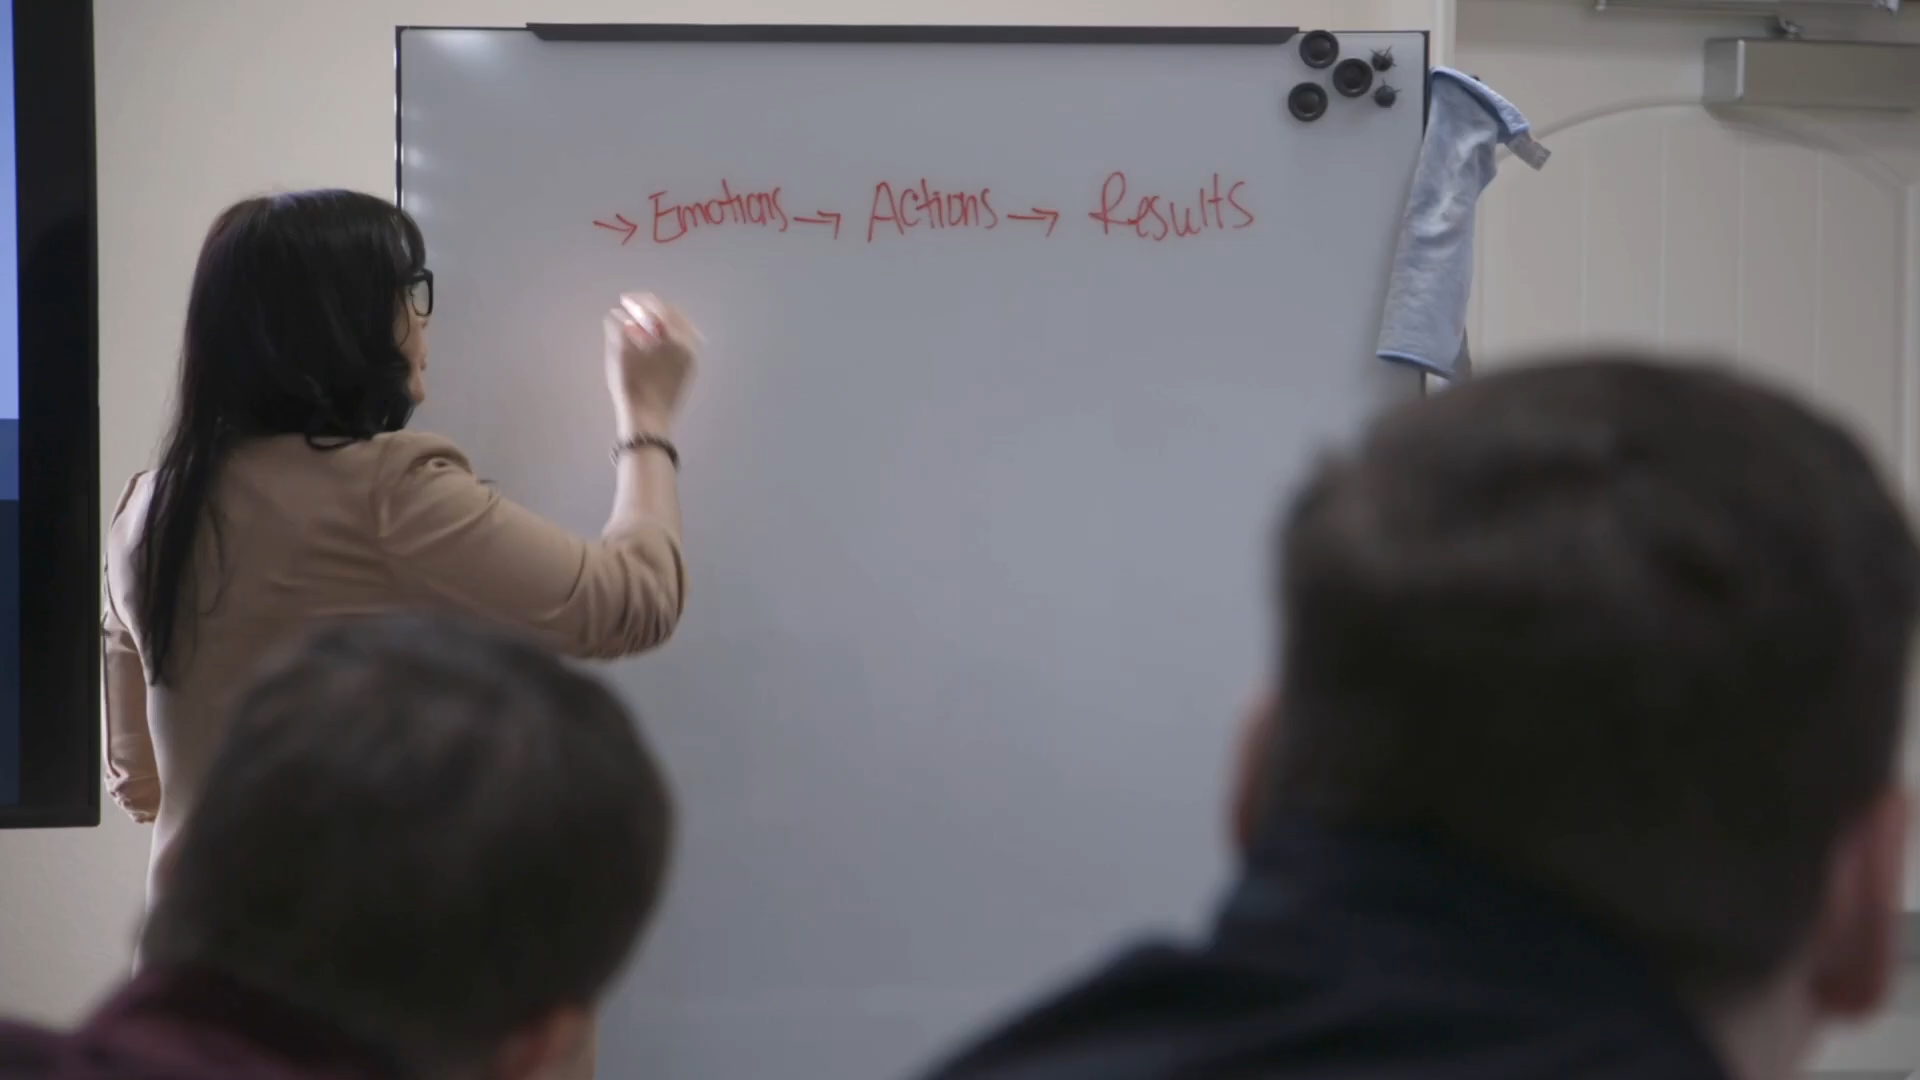 → Emotions → Actions → Results